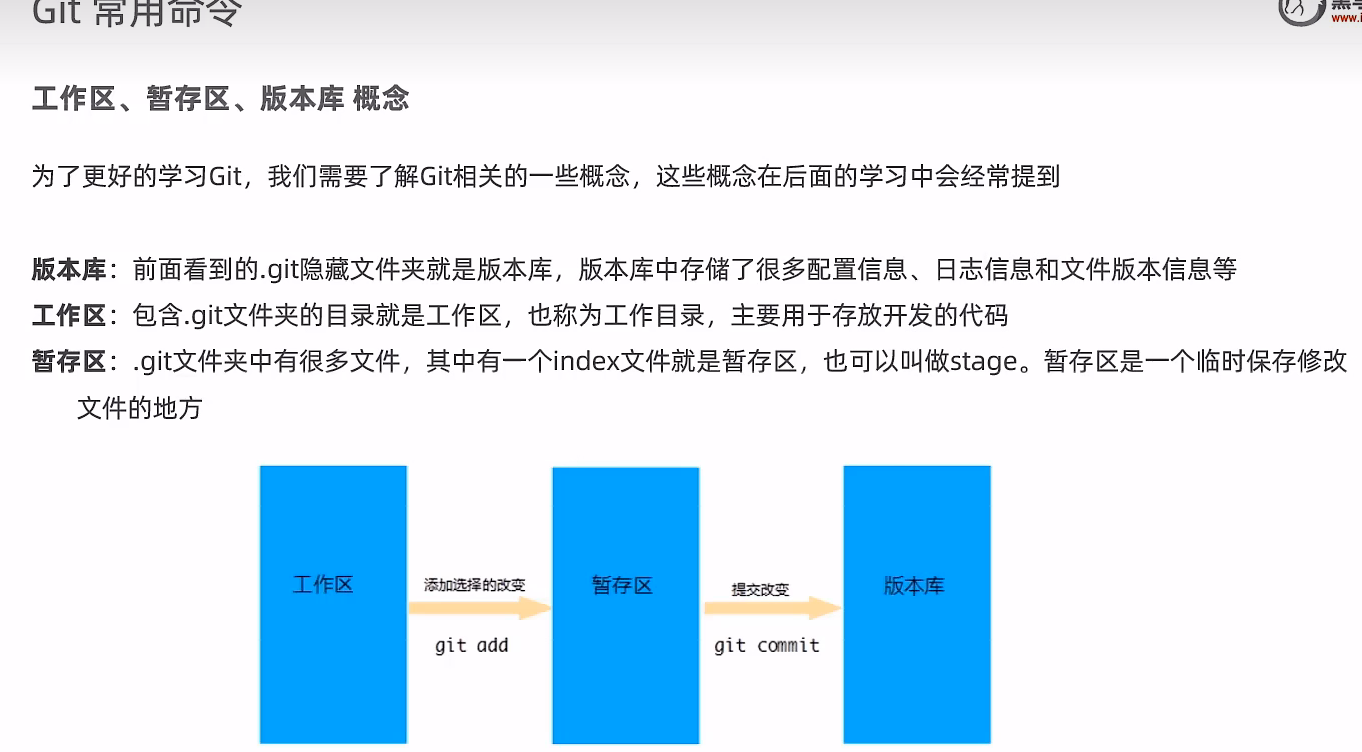 Git 常用命令
www.i
工作区、暂存区、版本库 概念
为了更好的学习Git，我们需要了解Git相关的一些概念，这些概念在后面的学习中会经常提到
版本库：前面看到的.git隐藏文件夹就是版本库，版本库中存储了很多配置信息、日志信息和文件版本信息等
工作区：包含.git文件夹的目录就是工作区，也称为工作目录，主要用于存放开发的代码
暂存区：.git文件夹中有很多文件，其中有一个index文件就是暂存区，也可以叫做stage。暂存区是一个临时保存修改
文件的地方
工作区
添加选择的改变
git add
暂存区
提交改变
git commit
版本库